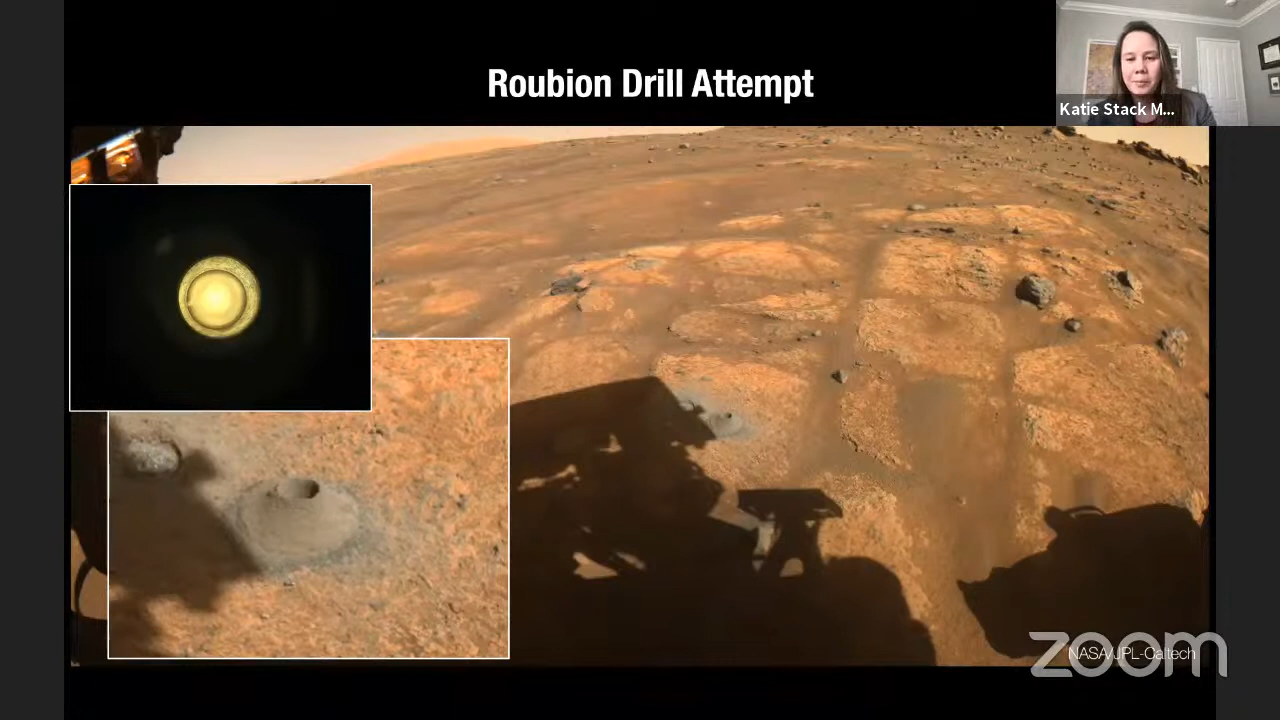 Roubion Drill Attempt
Katie Stack M...
zoom
NASA/JPL-Caltech